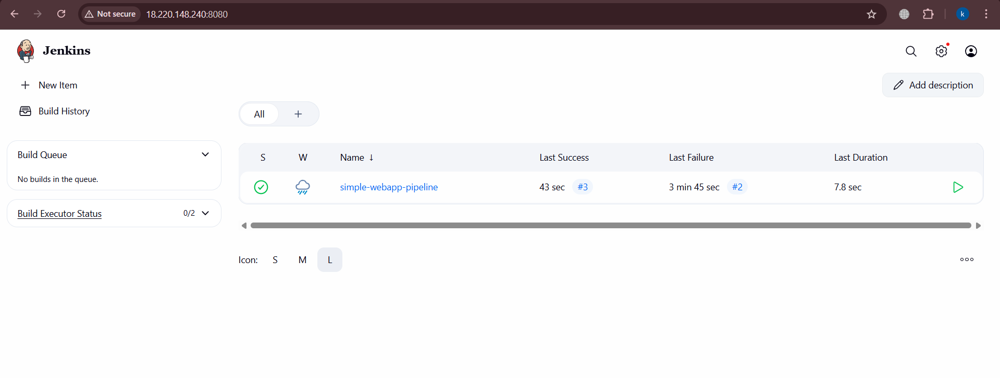 Not secure 18.220.148.240:8080 k
Jenkins
New Item
Add description
Build History
All +
Build Queue
No builds in the queue.
Build Executor Status 0/2
S W Name ↓ Last Success Last Failure Last Duration
simple-webapp-pipeline 43 sec #3 3 min 45 sec #2 7.8 sec
Icon: S M L